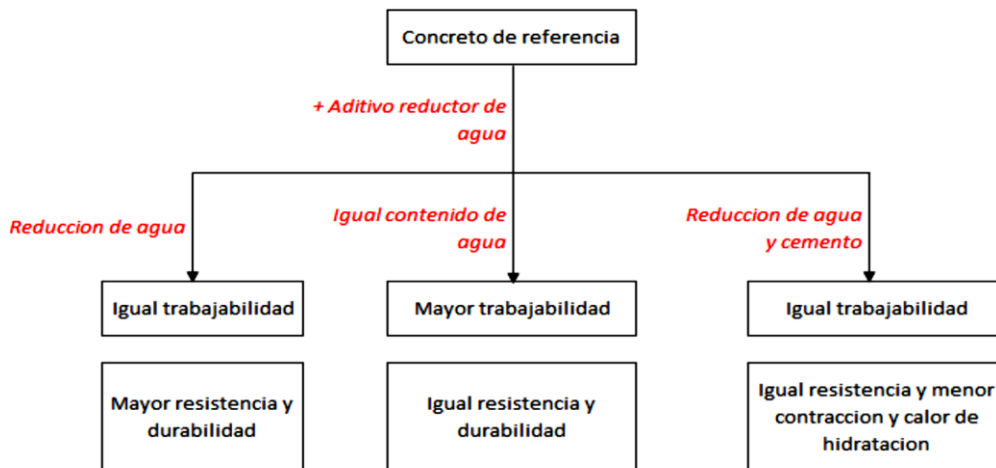 Concreto de referencia
+ Aditivo reductor de
agua
Reduccion de agua
Igual contenido de
agua
Reduccion de agua
y cemento
Igual trabajabilidad
Mayor trabajabilidad
Igual trabajabilidad
Mayor resistencia y
durabilidad
Igual resistencia y
durabilidad
Igual resistencia y menor
contraccion y calor de
hidratacion